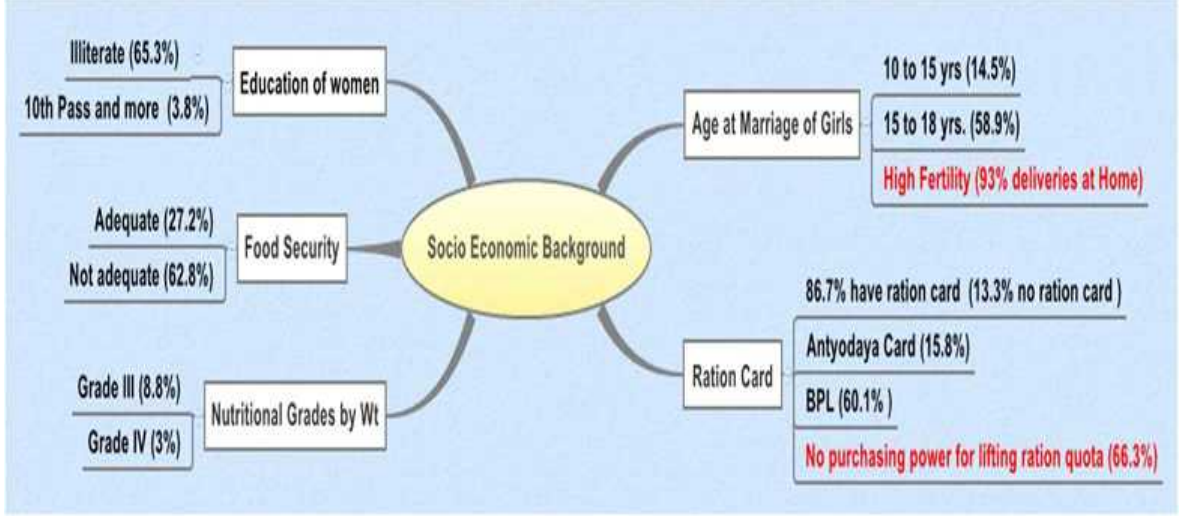 Illiterate (65.3%)
10th Pass and more (3.8%)
Education of women
Adequate (27.2%)
Not adequate (62.8%)
Food Security
Grade III (8.8%)
Grade IV (3%)
Nutritional Grades by Wt
Socio Economic Background
Age at Marriage of Girls
10 to 15 yrs (14.5%)
15 to 18 yrs. (58.9%)
High Fertility (93% deliveries at Home)
Ration Card
86.7% have ration card (13.3% no ration card )
Antyodaya Card (15.8%)
BPL (60.1% )
No purchasing power for lifting ration quota (66.3%)